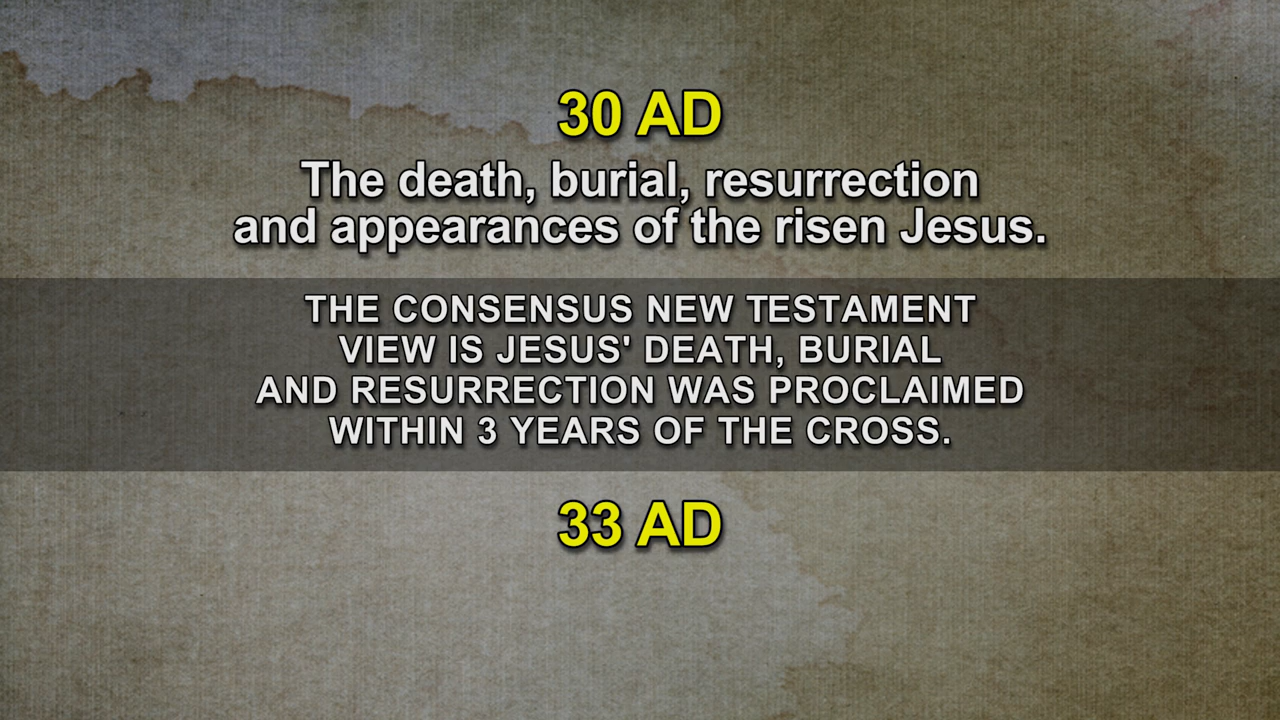 30 AD
The death, burial, resurrection
and appearances of the risen Jesus.
THE CONSENSUS NEW TESTAMENT
VIEW IS JESUS' DEATH, BURIAL
AND RESURRECTION WAS PROCLAIMED
WITHIN 3 YEARS OF THE CROSS.
33 AD